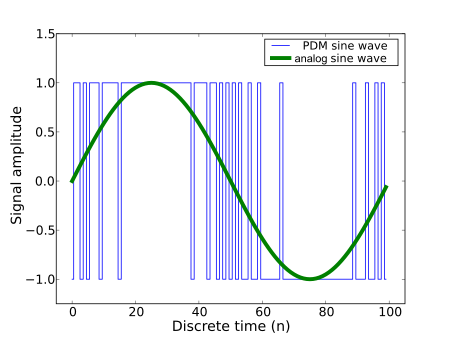 1.5
PDM sine wave
analog sine wave
1.0
0.5
0.0
−0.5
−1.0
0 20 40 60 80 100
Signal amplitude
Discrete time (n)